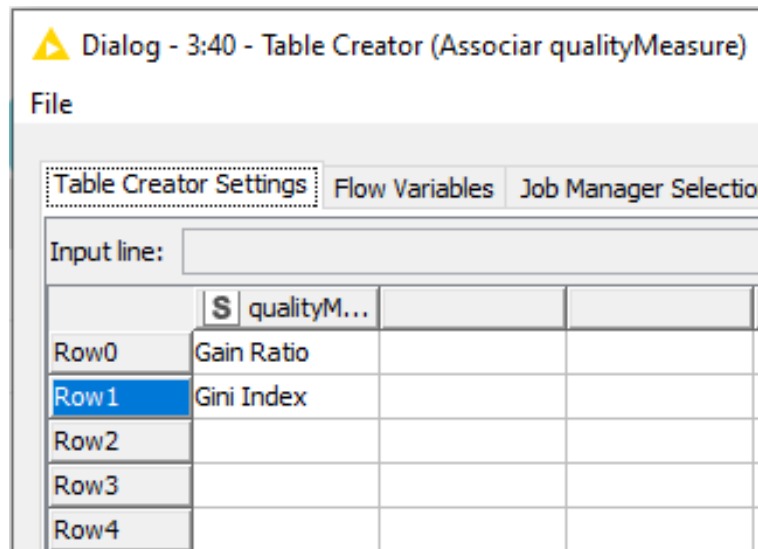 Dialog - 3:40 - Table Creator (Associar qualityMeasure)
File
Table Creator Settings Flow Variables Job Manager Selectio
Input line:
S qualityM...
Row0 Gain Ratio
Row1 Gini Index
Row2
Row3
Row4